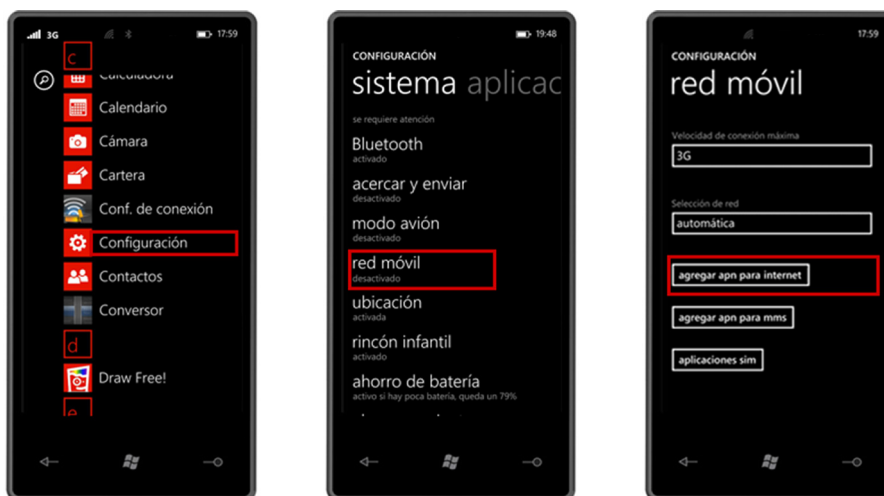 3G
17:59
c
Calculadora
Calendario
Cámara
Cartera
Conf. de conexión
Configuración
Contactos
Conversor
d
Draw Free!
e
19:48
CONFIGURACIÓN
sistema aplicac
se requiere atención
Bluetooth
activado
acercar y enviar
desactivado
modo avión
desactivado
red móvil
desactivado
ubicación
activada
rincón infantil
activado
ahorro de batería
activo si hay poca batería, queda un 79%
17:59
CONFIGURACIÓN
red móvil
Velocidad de conexión máxima
3G
Selección de red
automática
agregar apn para internet
agregar apn para mms
aplicaciones sim